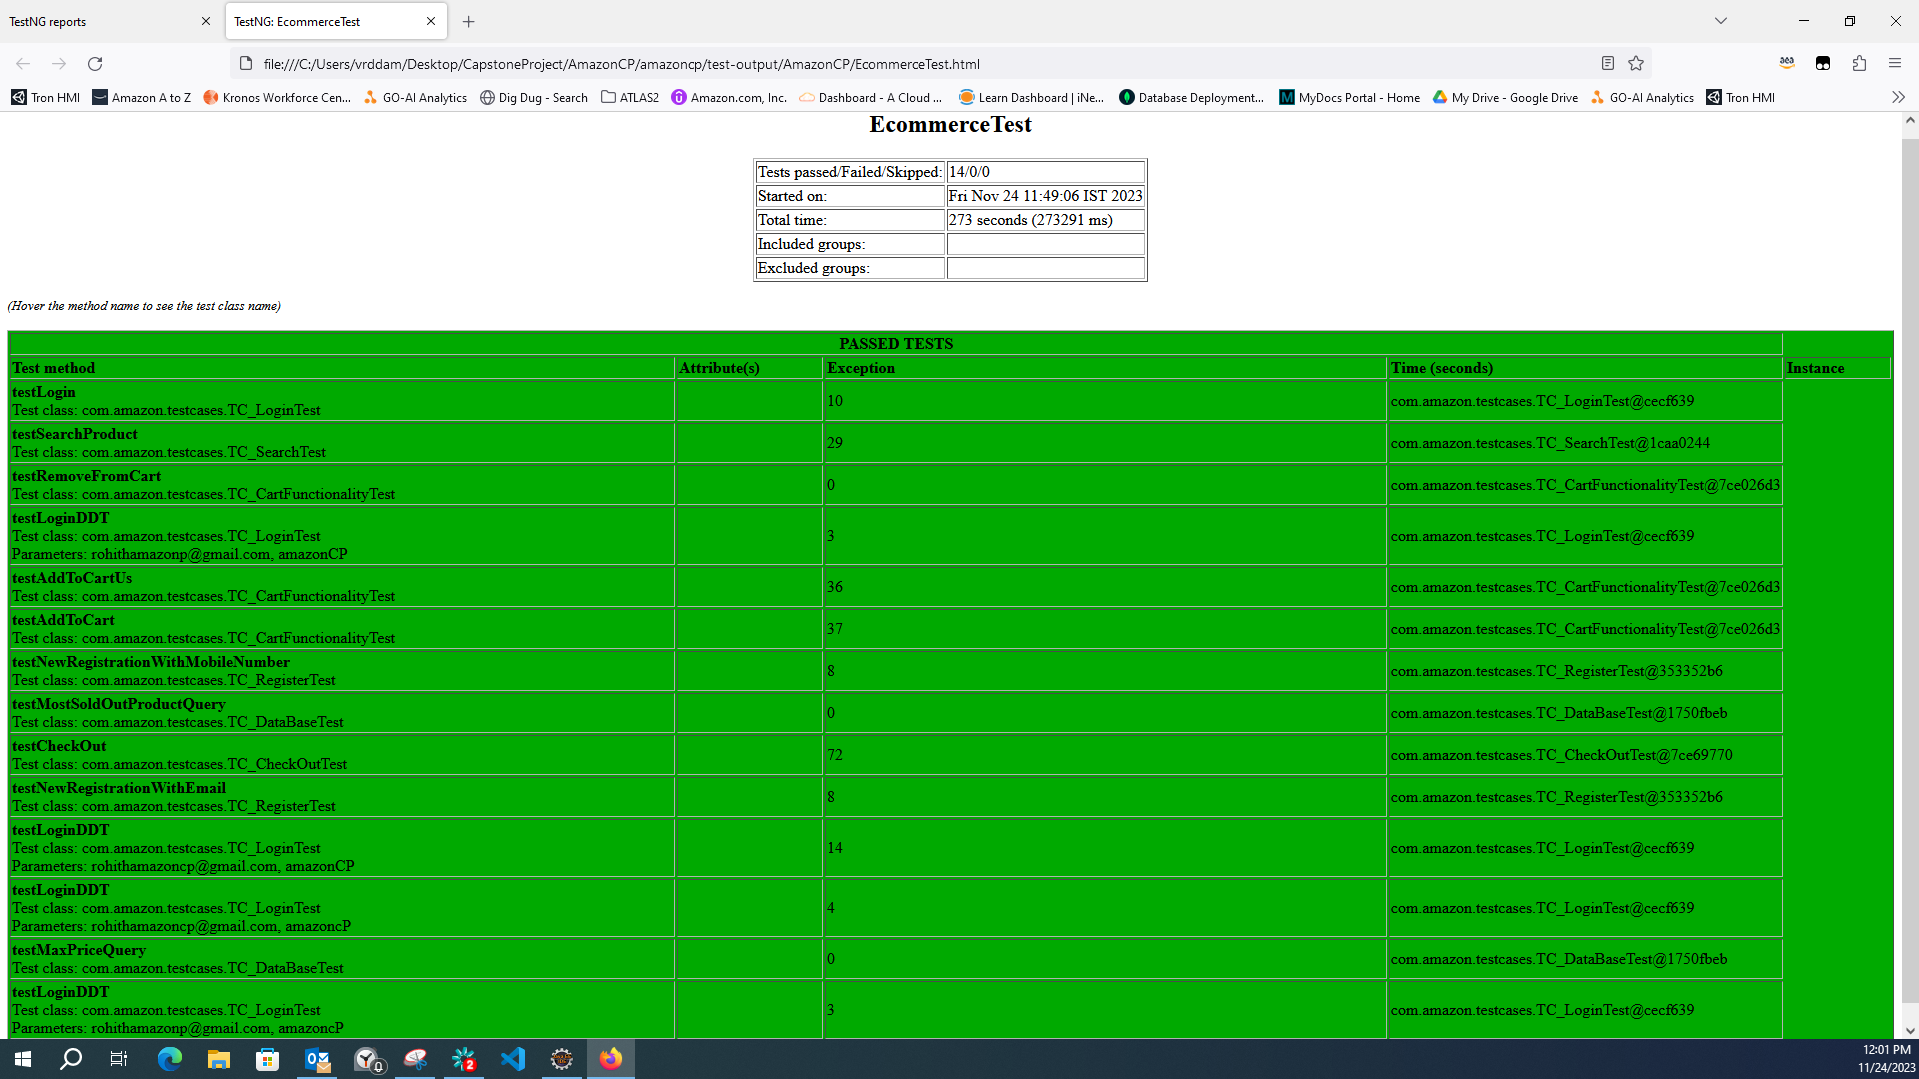 TestNG reports
TestNG: EcommerceTest
file:///C:/Users/vrddam/Desktop/CapstoneProject/AmazonCP/amazoncp/test-output/AmazonCP/EcommerceTest.html
aea
Tron HMI Amazon A to Z Kronos Workforce Cen... GO-AI Analytics Dig Dug - Search ATLAS2 Amazon.com, Inc. Dashboard - A Cloud ... Learn Dashboard | iNe... Database Deployment... MyDocs Portal - Home My Drive - Google Drive GO-AI Analytics Tron HMI
EcommerceTest
Tests passed/Failed/Skipped: 14/0/0
Started on: Fri Nov 24 11:49:06 IST 2023
Total time: 273 seconds (273291 ms)
Included groups:
Excluded groups:
(Hover the method name to see the test class name)
PASSED TESTS
Test method Attribute(s) Exception Time (seconds) Instance
testLogin
Test class: com.amazon.testcases.TC_LoginTest
10 com.amazon.testcases.TC_LoginTest@cecf639
testSearchProduct
Test class: com.amazon.testcases.TC_SearchTest
29 com.amazon.testcases.TC_SearchTest@1caa0244
testRemoveFromCart
Test class: com.amazon.testcases.TC_CartFunctionalityTest
0 com.amazon.testcases.TC_CartFunctionalityTest@7ce026d3
testLoginDDT
Test class: com.amazon.testcases.TC_LoginTest
Parameters: rohithamazonp@gmail.com, amazonCP
3 com.amazon.testcases.TC_LoginTest@cecf639
testAddToCartUs
Test class: com.amazon.testcases.TC_CartFunctionalityTest
36 com.amazon.testcases.TC_CartFunctionalityTest@7ce026d3
testAddToCart
Test class: com.amazon.testcases.TC_CartFunctionalityTest
37 com.amazon.testcases.TC_CartFunctionalityTest@7ce026d3
testNewRegistrationWithMobileNumber
Test class: com.amazon.testcases.TC_RegisterTest
8 com.amazon.testcases.TC_RegisterTest@353352b6
testMostSoldOutProductQuery
Test class: com.amazon.testcases.TC_DataBaseTest
0 com.amazon.testcases.TC_DataBaseTest@1750fbeb
testCheckOut
Test class: com.amazon.testcases.TC_CheckOutTest
72 com.amazon.testcases.TC_CheckOutTest@7ce69770
testNewRegistrationWithEmail
Test class: com.amazon.testcases.TC_RegisterTest
8 com.amazon.testcases.TC_RegisterTest@353352b6
testLoginDDT
Test class: com.amazon.testcases.TC_LoginTest
Parameters: rohithamazoncp@gmail.com, amazonCP
14 com.amazon.testcases.TC_LoginTest@cecf639
testLoginDDT
Test class: com.amazon.testcases.TC_LoginTest
Parameters: rohithamazoncp@gmail.com, amazoncP
4 com.amazon.testcases.TC_LoginTest@cecf639
testMaxPriceQuery
Test class: com.amazon.testcases.TC_DataBaseTest
0 com.amazon.testcases.TC_DataBaseTest@1750fbeb
testLoginDDT
Test class: com.amazon.testcases.TC_LoginTest
Parameters: rohithamazonp@gmail.com, amazoncP
3 com.amazon.testcases.TC_LoginTest@cecf639
0
2
12:01 PM
11/24/2023